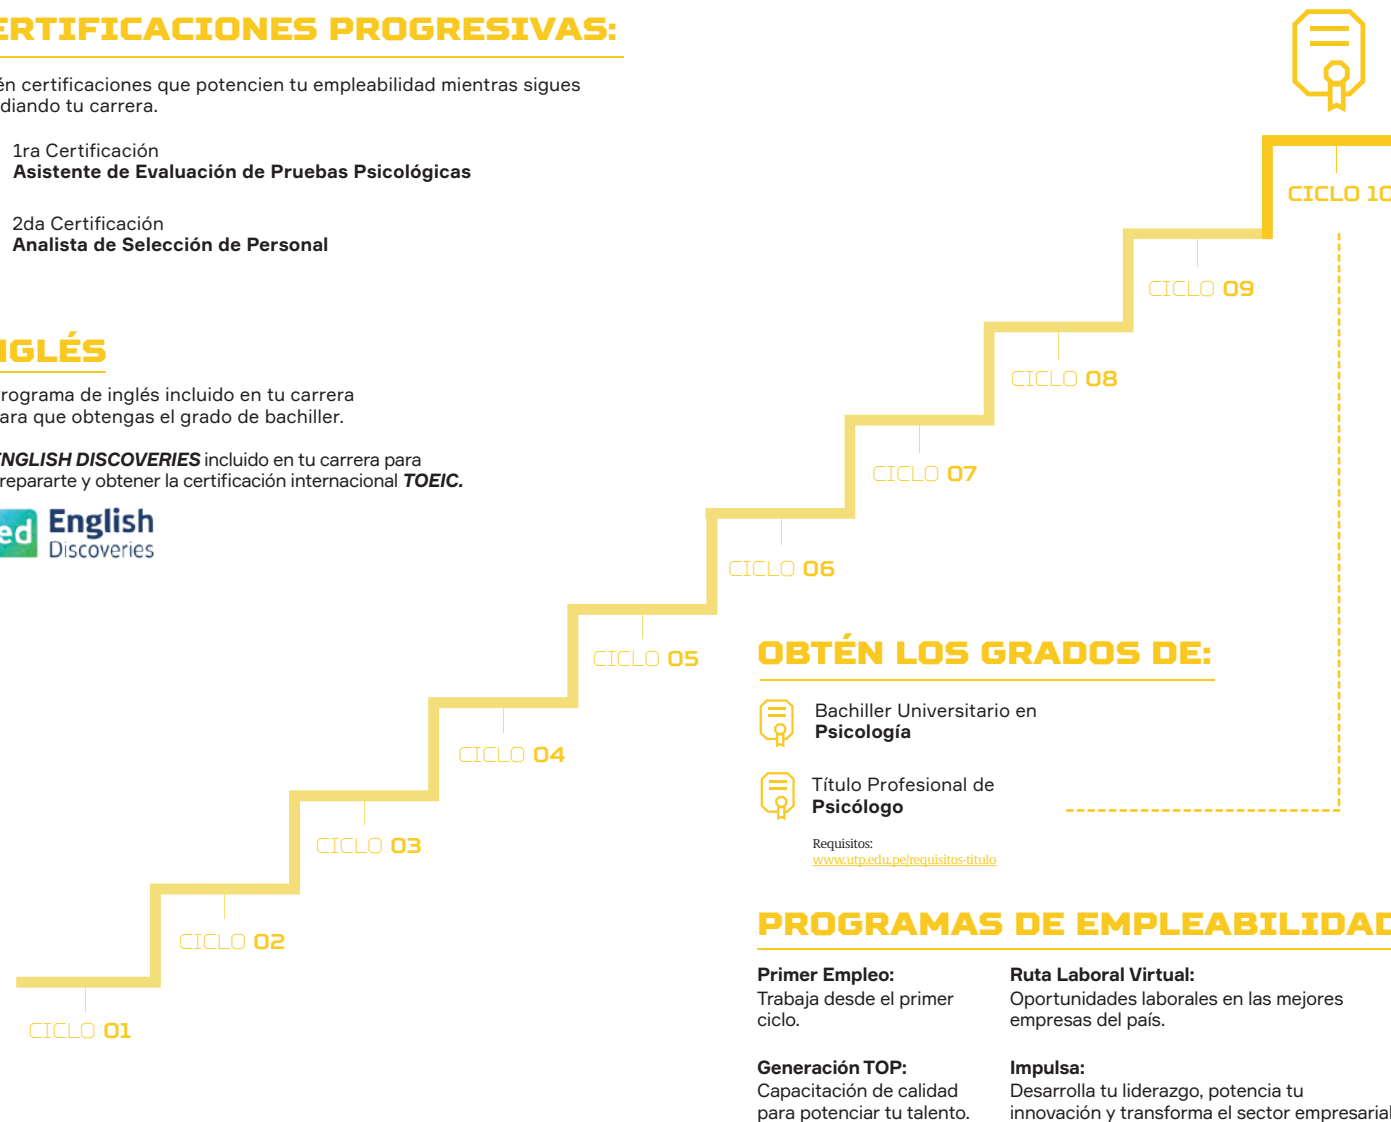 ERTIFICACIONES PROGRESIVAS:
én certificaciones que potencien tu empleabilidad mientras sigues
diando tu carrera.
1ra Certificación
Asistente de Evaluación de Pruebas Psicológicas
2da Certificación
Analista de Selección de Personal
NGLÉS
rograma de inglés incluido en tu carrera
ara que obtengas el grado de bachiller.
ENGLISH DISCOVERIES incluido en tu carrera para
repararte y obtener la certificación internacional TOEIC.
ed English
Discoveries
CICLO 10
CICLO 09
CICLO 08
CICLO 07
CICLO 06
CICLO 05
CICLO 04
CICLO 03
CICLO 02
CICLO 01
OBTÉN LOS GRADOS DE:
Bachiller Universitario en
Psicología
Título Profesional de
Psicólogo
Requisitos:
www.utp.edu.pe/requisitos-titulo
PROGRAMAS DE EMPLEABILIDAD
Primer Empleo:
Trabaja desde el primer
ciclo.
Ruta Laboral Virtual:
Oportunidades laborales en las mejores
empresas del país.
Generación TOP:
Capacitación de calidad
para potenciar tu talento.
Impulsa:
Desarrolla tu liderazgo, potencia tu
innovación y transforma el sector empresarial